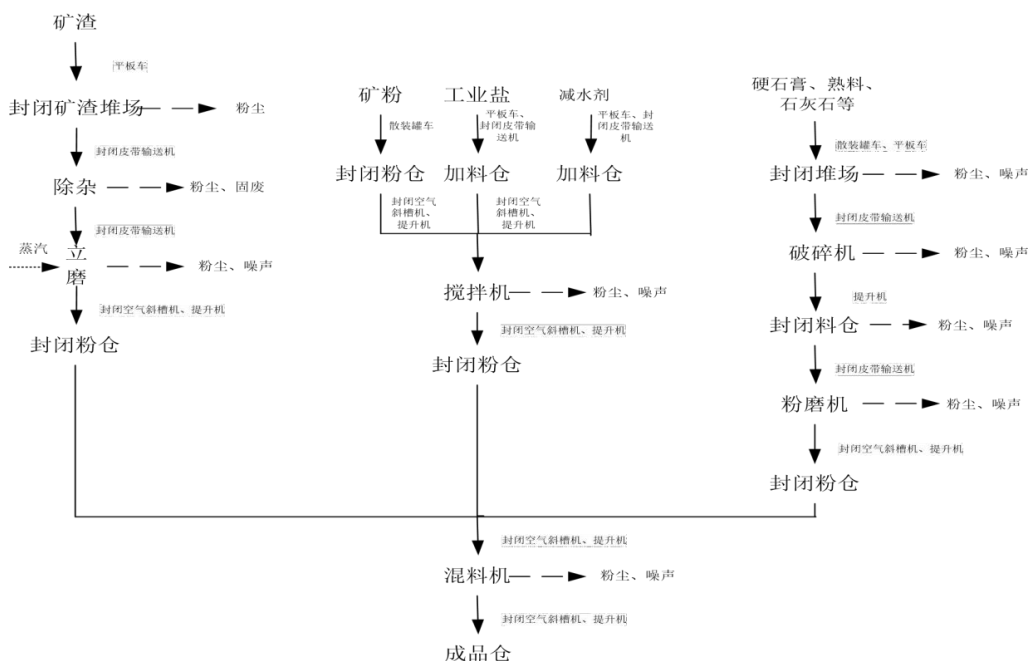 矿渣
平板车
封闭矿渣堆场
粉尘
封闭皮带输送机
除杂
粉尘、固废
封闭皮带输送机
蒸汽
立
磨
粉尘、噪声
封闭空气斜槽机、提升机
封闭粉仓
矿粉
工业盐
减水剂
散装罐车
平板车、
封闭皮带输
送机
平板车、封
闭皮带输送
机
封闭粉仓
加料仓
加料仓
封闭空气
斜槽机、
提升机
封闭空气
斜槽机、
提升机
搅拌机
粉尘、噪声
封闭空气斜槽机、提升机
封闭粉仓
硬石膏、熟料、
石灰石等
散装罐车、平板车
封闭堆场
粉尘、噪声
封闭皮带输送机
破碎机
粉尘、噪声
提升机
封闭料仓
粉尘、噪声
封闭皮带输送机
粉磨机
粉尘、噪声
封闭空气斜槽机、提升机
封闭粉仓
封闭空气斜槽机、提升机
混料机
粉尘、噪声
封闭空气斜槽机、提升机
成品仓